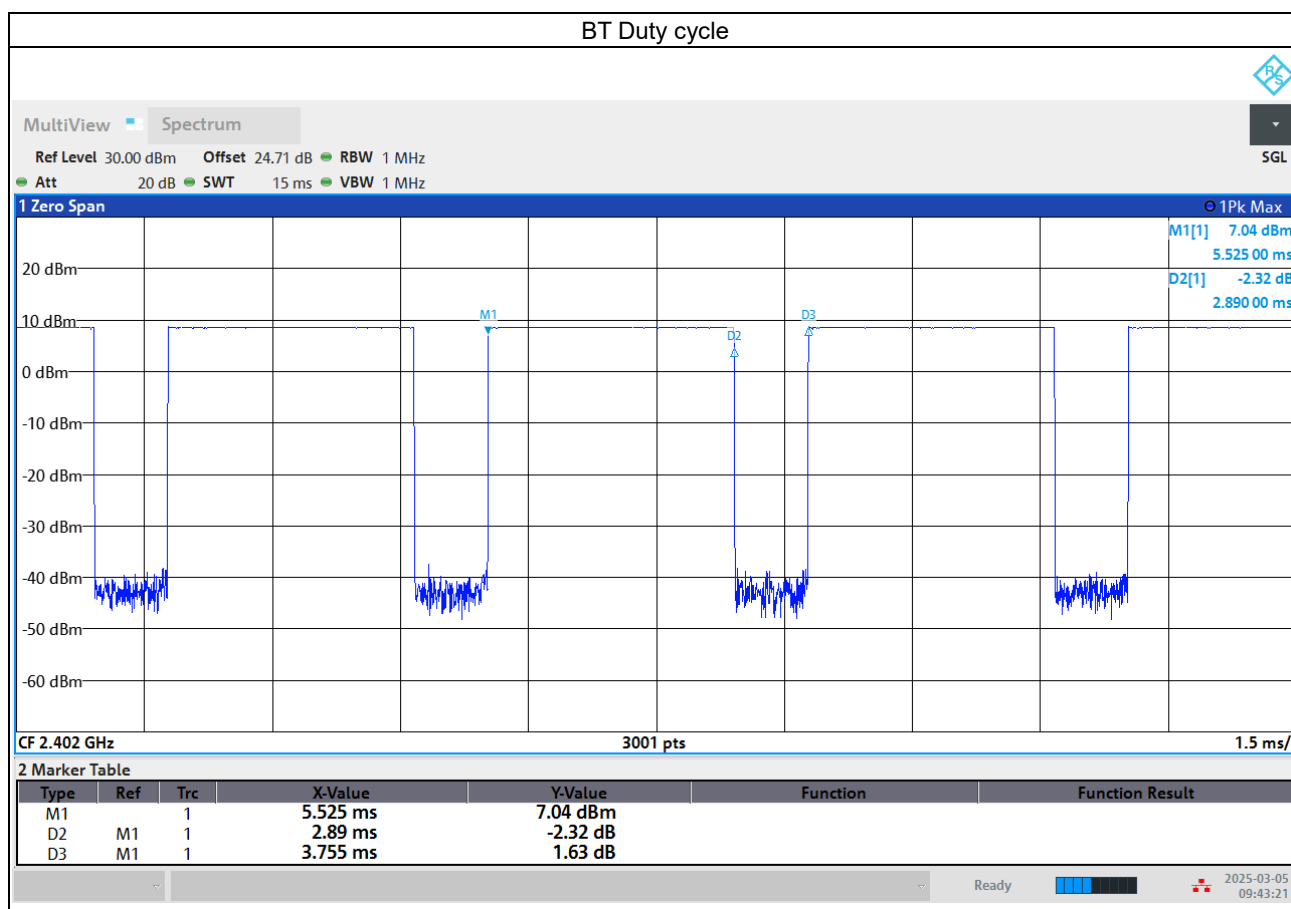 BT Duty cycle
R&S
MultiView Spectrum
Ref Level 30.00 dBm Offset 24.71 dB RBW 1 MHz
SGL
Att 20 dB SWT 15 ms VBW 1 MHz
1 Zero Span 1Pk Max
M1[1] 7.04 dBm
5.525 00 ms
D2[1] -2.32 dB
2.890 00 ms
20 dBm
10 dBm
M1
D2
D3
0 dBm
-10 dBm
-20 dBm
-30 dBm
-40 dBm
-50 dBm
-60 dBm
CF 2.402 GHz 3001 pts 1.5 ms/
2 Marker Table
Type Ref Trc X-Value Y-Value Function Function Result
M1 1 5.525 ms 7.04 dBm
D2 M1 1 2.89 ms -2.32 dB
D3 M1 1 3.755 ms 1.63 dB
Ready 2025-03-05
09:43:21